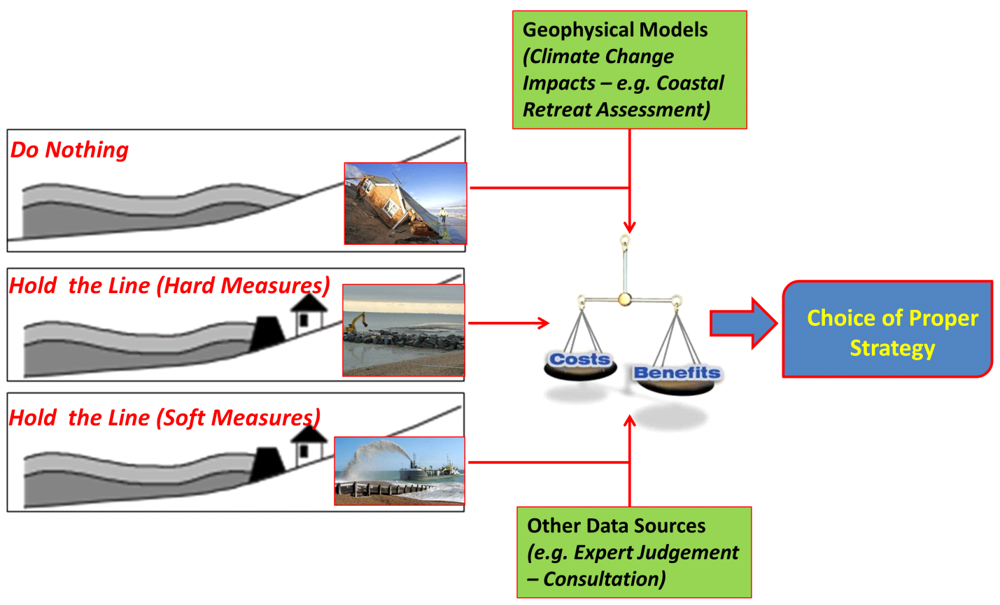 Geophysical Models
(Climate Change
Impacts – e.g. Coastal
Retreat Assessment)
Do Nothing
Hold the Line (Hard Measures)
Hold the Line (Soft Measures)
Costs
Benefits
Choice of Proper
Strategy
Other Data Sources
(e.g. Expert Judgement
– Consultation)